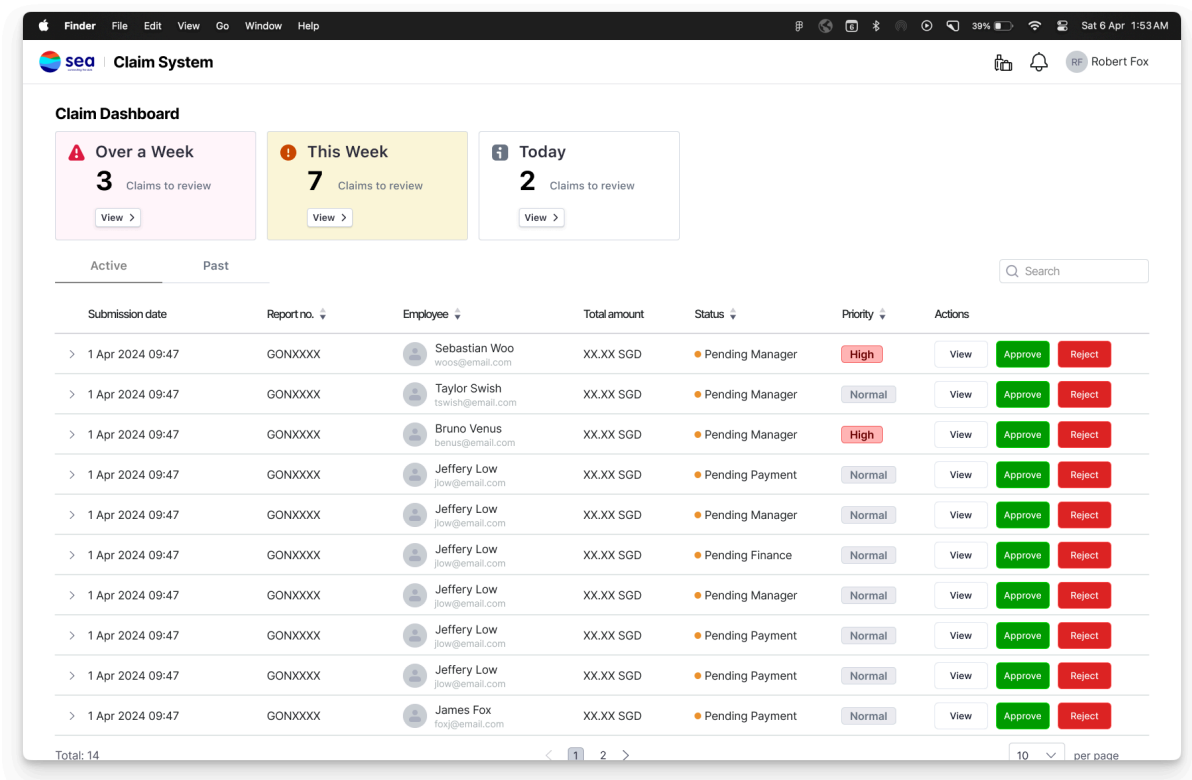 Finder File Edit View Go Window Help 39% Sat 6 Apr 1:53AM
sea Claim System RF Robert Fox
Claim Dashboard
Over a Week
3 Claims to review
View
This Week
7 Claims to review
View
Today
2 Claims to review
View
Active Past Search
Submission date Report no. Employee Total amount Status Priority Actions
1 Apr 2024 09:47 GONXXXX Sebastian Woo XX.XX SGD Pending Manager High View Approve Reject
woos@email.com
1 Apr 2024 09:47 GONXXXX Taylor Swish XX.XX SGD Pending Manager Normal View Approve Reject
tswish@email.com
1 Apr 2024 09:47 GONXXXX Bruno Venus XX.XX SGD Pending Manager High View Approve Reject
benus@email.com
1 Apr 2024 09:47 GONXXXX Jeffery Low XX.XX SGD Pending Payment Normal View Approve Reject
jlow@email.com
1 Apr 2024 09:47 GONXXXX Jeffery Low XX.XX SGD Pending Manager Normal View Approve Reject
jlow@email.com
1 Apr 2024 09:47 GONXXXX Jeffery Low XX.XX SGD Pending Finance Normal View Approve Reject
jlow@email.com
1 Apr 2024 09:47 GONXXXX Jeffery Low XX.XX SGD Pending Manager Normal View Approve Reject
jlow@email.com
1 Apr 2024 09:47 GONXXXX Jeffery Low XX.XX SGD Pending Payment Normal View Approve Reject
jlow@email.com
1 Apr 2024 09:47 GONXXXX Jeffery Low XX.XX SGD Pending Payment Normal View Approve Reject
jlow@email.com
1 Apr 2024 09:47 GONXXXX James Fox XX.XX SGD Pending Payment Normal View Approve Reject
foxj@email.com
Total: 14 1 2 10 per page